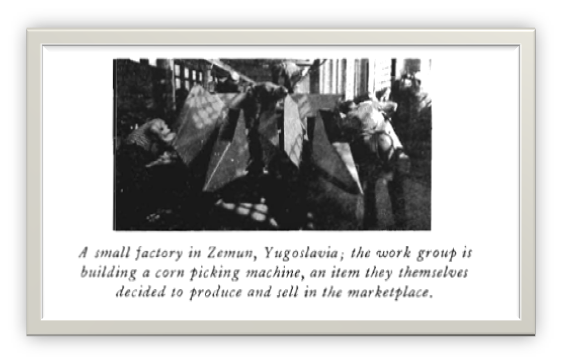 A small factory in Zemun, Yugoslavia; the work group is
building a corn picking machine, an item they themselves
decided to produce and sell in the marketplace.